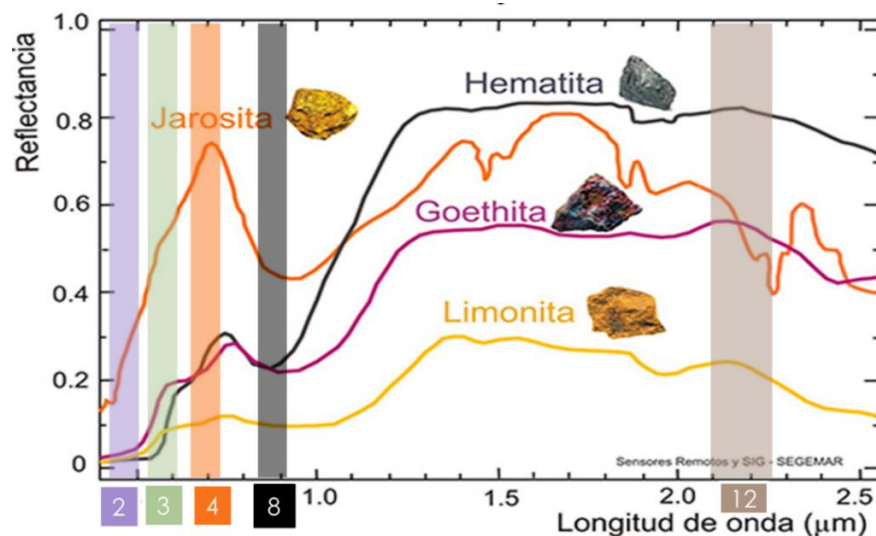 1.0
Reflectancia
Hematita
0.8
Jarosita
0.6
Goethita
0.4
Limonita
0.2
Sensores Remotos y SIG - SEGEMAR
0
2
3
4
8
1.0
1.5
2.0
12
2.5
Longitud de onda (µm)